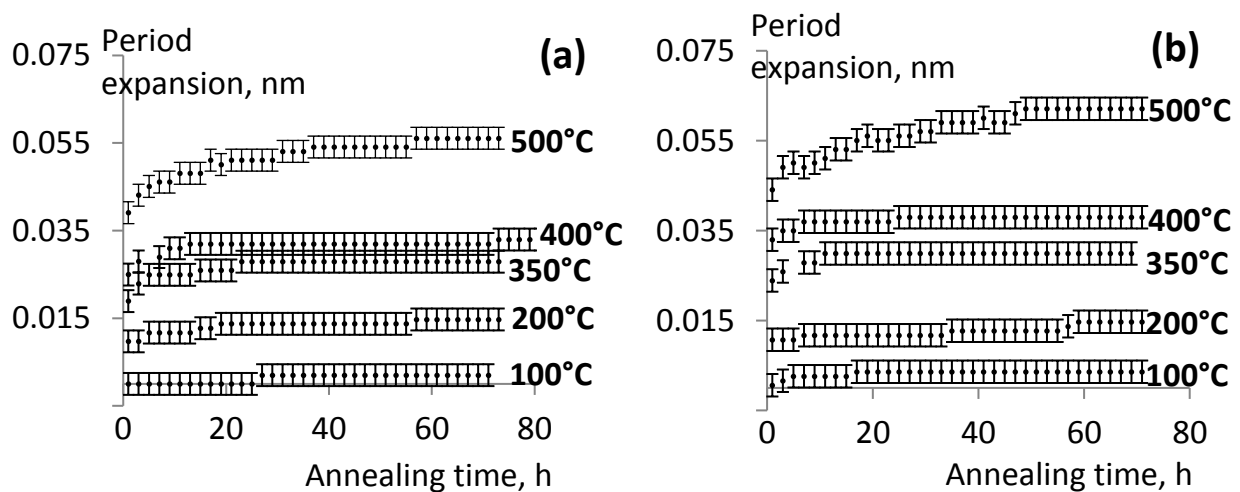 Period
expansion, nm
(a)
0.075
0.055
0.035
0.015
500°C
400°C
350°C
200°C
100°C
0 20 40 60 80
Annealing time, h
Period
expansion, nm
(b)
0.075
0.055
0.035
0.015
500°C
400°C
350°C
200°C
100°C
0 20 40 60 80
Annealing time, h